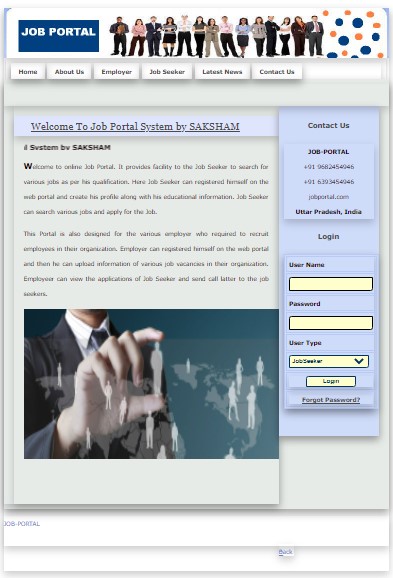 JOB PORTAL
Home
About Us
Employer
Job Seeker
Latest News
Contact Us
Welcome To Job Portal System by SAKSHAM
System by SAKSHAM
Welcome to online Job Portal. It provides facility to the Job Seeker to search for
various jobs as per his qualification. Here Job Seeker can registered himself on the
web portal and create his profile along with his educational information. Job Seeker
can search various jobs and apply for the Job.
This Portal is also designed for the various employer who required to recruit
employees in their organization. Employer can registered himself on the web portal
and then he can upload information of various job vacancies in their organization.
Employeer can view the applications of Job Seeker and send call latter to the job
seekers.
Contact Us
JOB-PORTAL
+91 9682454946
+91 6393454946
jobportal.com
Uttar Pradesh, India
Login
User Name
Password
User Type
JobSeeker
Login
Forgot Password?
JOB-PORTAL
Back